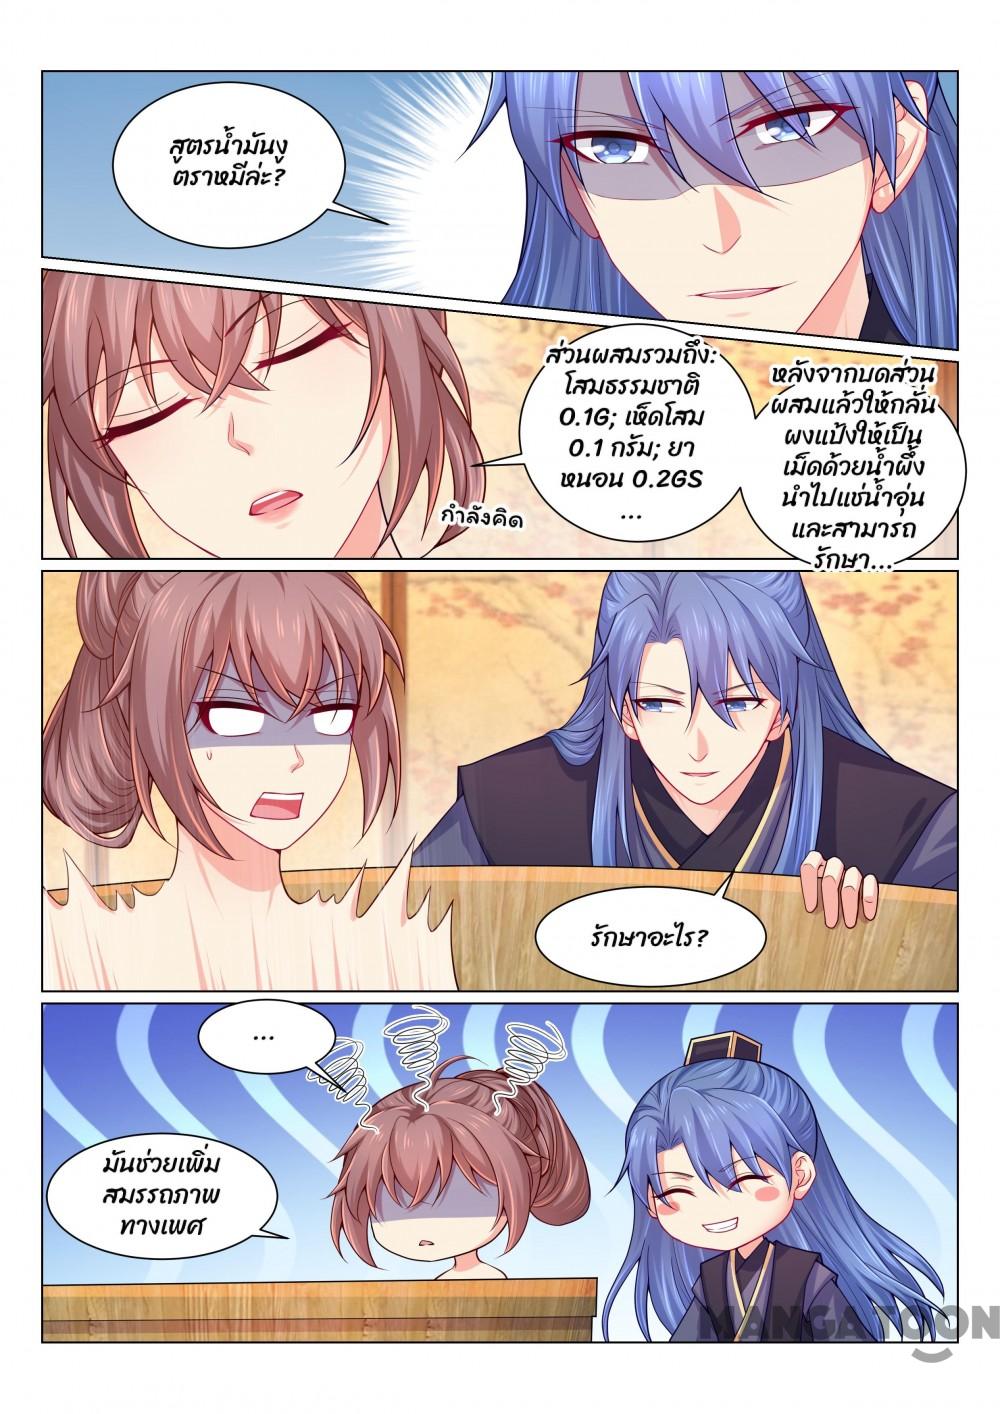 สูตรน้ำมันงู
ตราหมีล่ะ?
ส่วนผสมรวมถึง:
โสมธรรมชาติ
0.1G; เห็ดโสม
0.1 กรัม; ยา
หนอน 0.2GS
...
หลังจากบดส่วน
ผสมแล้วให้กลั่น
ผงแป้งให้เป็น
เม็ดด้วยน้ำผึ้ง
นำไปแช่น้ำอุ่น
และสามารถ
รักษา...
กำลังคิด
รักษาอะไร?
...
มันช่วยเพิ่ม
สมรรถภาพ
ทางเพศ
MANGATOON